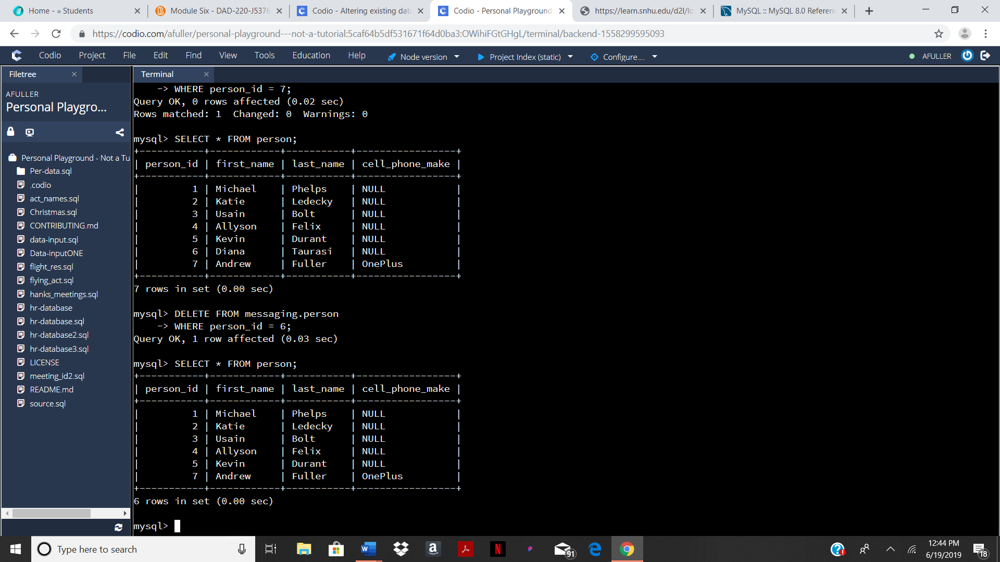 Home - » Students
Module Six - DAD-220-J5376
Codio - Altering existing dat
Codio - Personal Playground
https://learn.snhu.edu/d2l/lo
MySQL :: MySQL 8.0 Referen
https://codio.com/afuller/personal-playground---not-a-tutorial:5caf64b5df531671f64d0ba3:OWihiFGtGHgL/terminal/backend-1558299595093
Codio Project File Edit Find View Tools Education Help Node version Project Index (static) Configure.... AFULLER
Filetree
Terminal
AFULLER
Personal Playgro...
Personal Playground - Not a Tu
Per-data.sql
.codio
act_names.sql
Christmas.sql
CONTRIBUTING.md
data-input.sql
Data-inputONE
flight_res.sql
flying_act.sql
hanks_meetings.sql
hr-database
hr-database.sql
hr-database2.sql
hr-database3.sql
LICENSE
meeting_id2.sql
README.md
source.sql
    -> WHERE person_id = 7;
Query OK, 0 rows affected (0.02 sec)
Rows matched: 1  Changed: 0  Warnings: 0
mysql> SELECT * FROM person;
+-----------+------------+-----------+-----------------+
| person_id | first_name | last_name | cell_phone_make |
+-----------+------------+-----------+-----------------+
|         1 | Michael    | Phelps    | NULL            |
|         2 | Katie      | Ledecky   | NULL            |
|         3 | Usain      | Bolt      | NULL            |
|         4 | Allyson    | Felix     | NULL            |
|         5 | Kevin      | Durant    | NULL            |
|         6 | Diana      | Taurasi   | NULL            |
|         7 | Andrew     | Fuller    | OnePlus         |
+-----------+------------+-----------+-----------------+
7 rows in set (0.00 sec)
mysql> DELETE FROM messaging.person
    -> WHERE person_id = 6;
Query OK, 1 row affected (0.03 sec)
mysql> SELECT * FROM person;
+-----------+------------+-----------+-----------------+
| person_id | first_name | last_name | cell_phone_make |
+-----------+------------+-----------+-----------------+
|         1 | Michael    | Phelps    | NULL            |
|         2 | Katie      | Ledecky   | NULL            |
|         3 | Usain      | Bolt      | NULL            |
|         4 | Allyson    | Felix     | NULL            |
|         5 | Kevin      | Durant    | NULL            |
|         7 | Andrew     | Fuller    | OnePlus         |
+-----------+------------+-----------+-----------------+
6 rows in set (0.00 sec)
mysql>
Type here to search
91
12:44 PM
6/19/2019
18